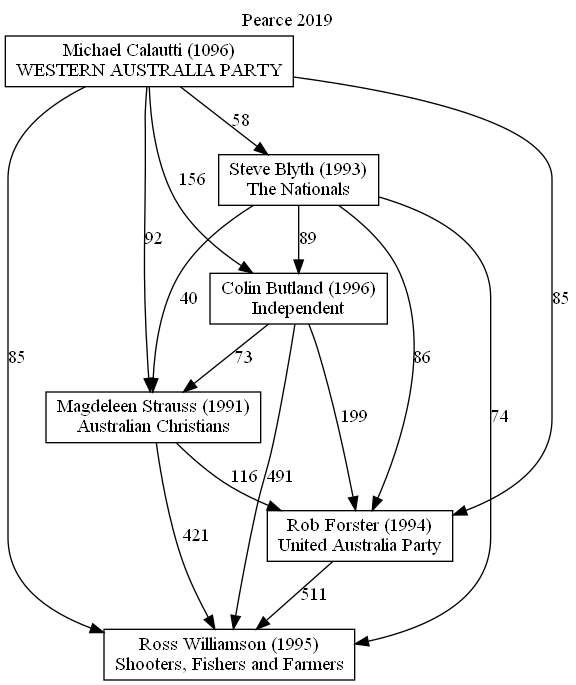 Pearce 2019
Michael Calautti (1096)
WESTERN AUSTRALIA PARTY
58
Steve Blyth (1993)
The Nationals
156
92
89
40
Colin Butland (1996)
Independent
85
85
73
86
74
Magdeleen Strauss (1991)
Australian Christians
199
116
491
Rob Forster (1994)
United Australia Party
421
511
Ross Williamson (1995)
Shooters, Fishers and Farmers